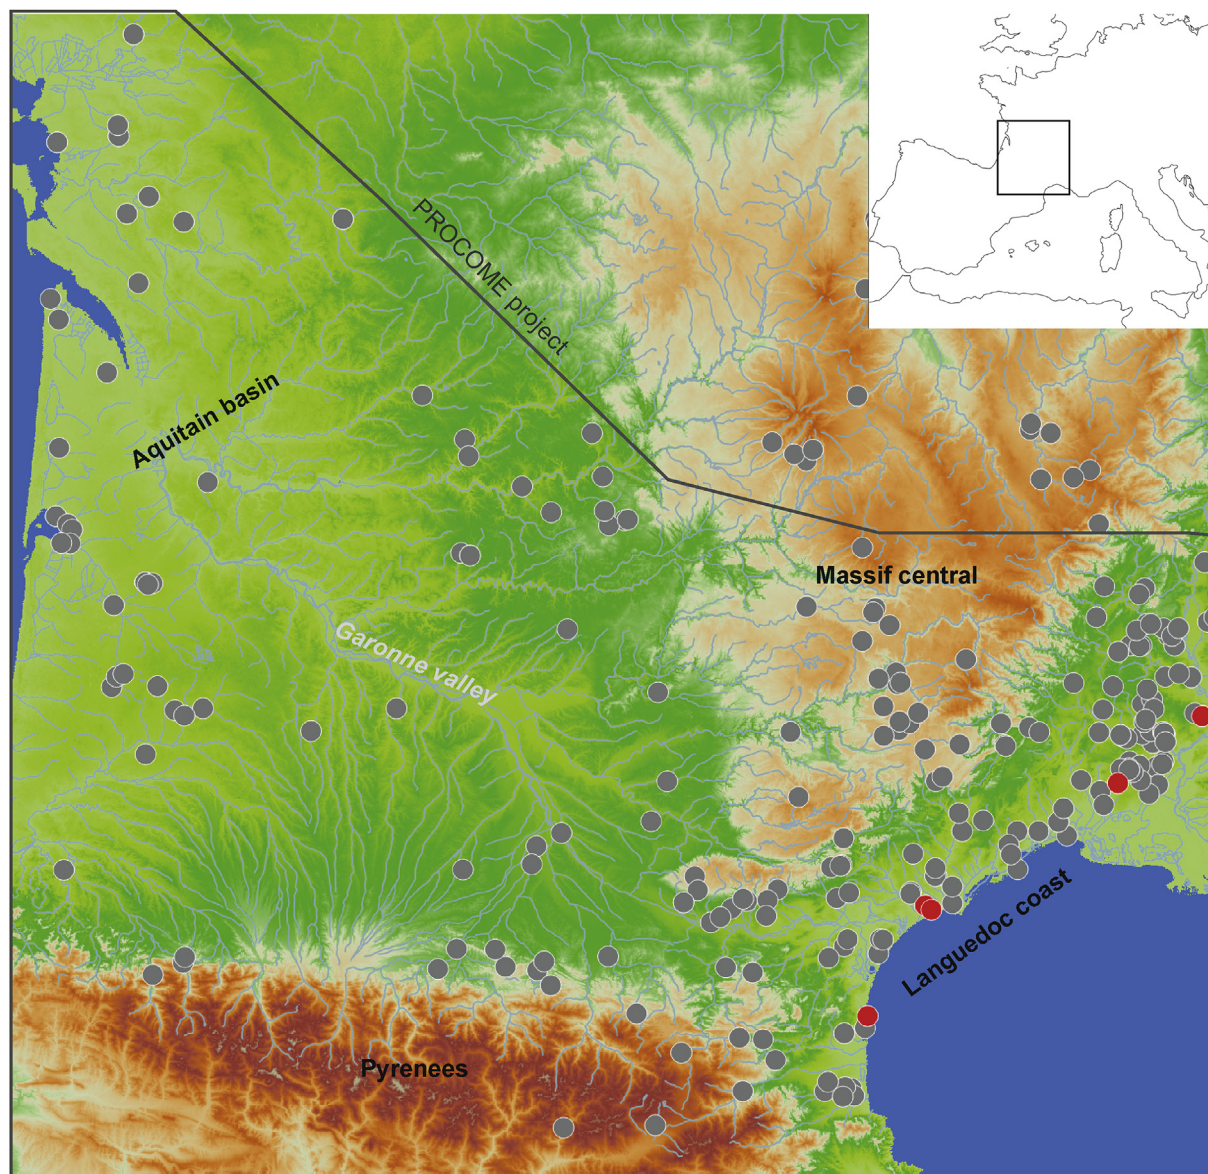 PROCOME project
Aquitain basin
Massif central
Garonne valley
Languedoc coast
Pyrenees